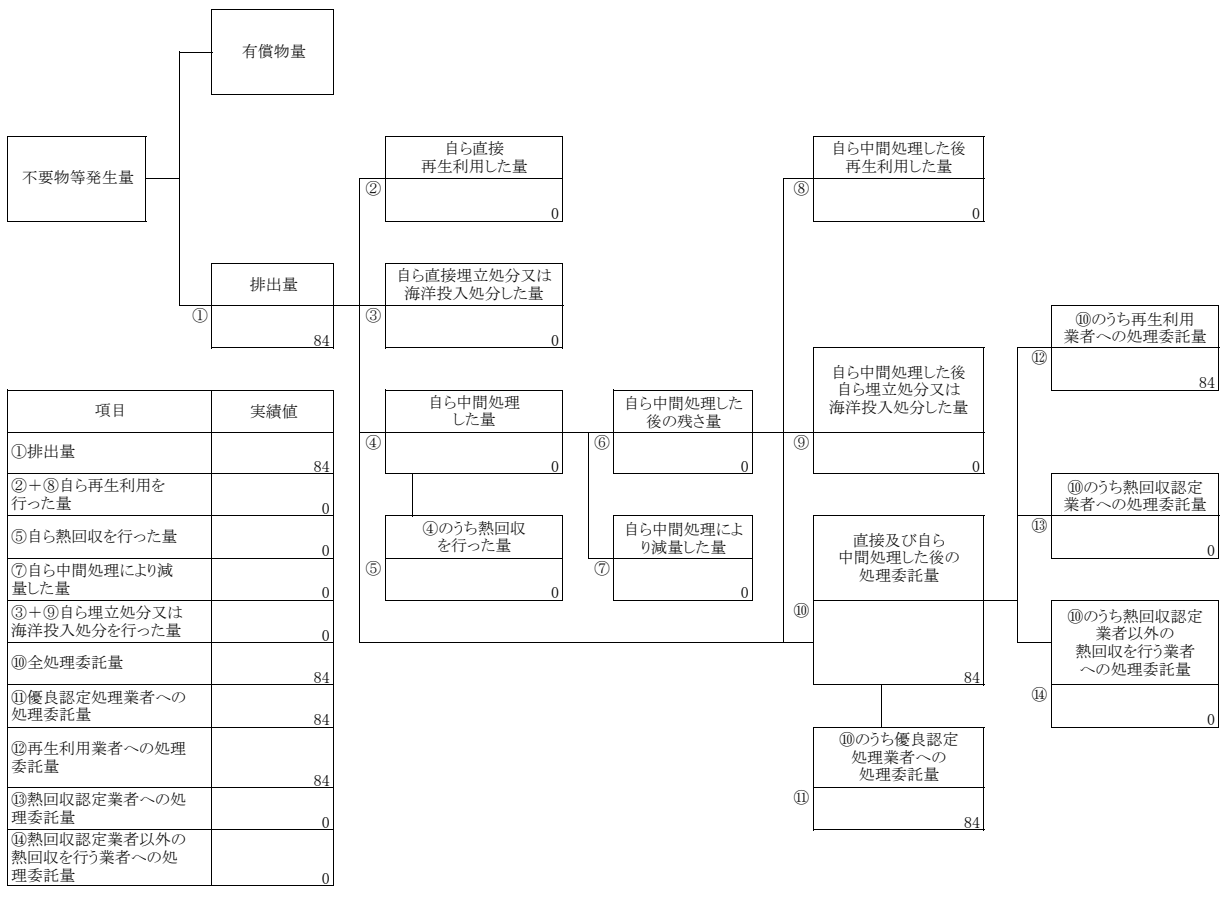 有償物量
不要物等発生量
自ら直接
再生利用した量
②
0
自ら中間処理した後
再生利用した量
⑧
0
排出量
①
84
自ら直接埋立処分又は
海洋投入処分した量
③
0
⑩のうち再生利用
業者への処理委託量
⑫
84
自ら中間処理
した量
④
0
自ら中間処理した
後の残さ量
⑥
0
自ら中間処理した後
自ら埋立処分又は
海洋投入処分した量
⑨
0
⑩のうち熱回収認定
業者への処理委託量
⑬
0
④のうち熱回収
を行った量
⑤
0
自ら中間処理によ
り減量した量
⑦
0
直接及び自ら
中間処理した後の
処理委託量
⑩
84
⑩のうち熱回収認定
業者以外の
熱回収を行う業者
への処理委託量
⑭
0
⑩のうち優良認定
処理業者への
処理委託量
⑪
84
項目 実績値
①排出量
84
②＋⑧自ら再生利用を
行った量
0
⑤自ら熱回収を行った量
0
⑦自ら中間処理により減
量した量
0
③＋⑨自ら埋立処分又は
海洋投入処分を行った量
0
⑩全処理委託量
84
⑪優良認定処理業者への
処理委託量
84
⑫再生利用業者への処理
委託量
84
⑬熱回収認定業者への処
理委託量
0
⑭熱回収認定業者以外の
熱回収を行う業者への処
理委託量
0